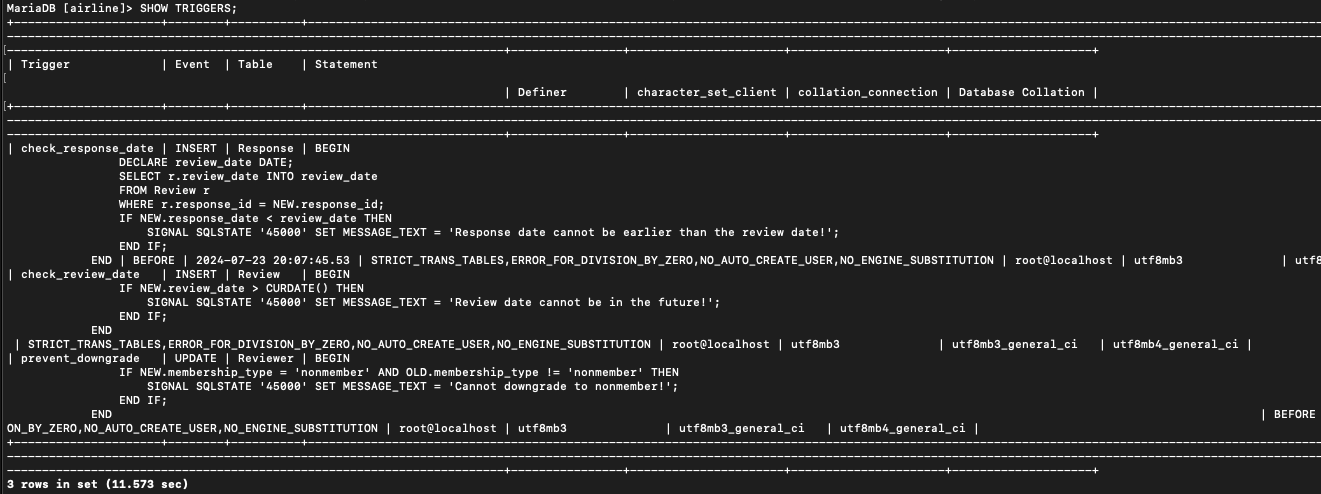 MariaDB [airline]> SHOW TRIGGERS;
| Trigger | Event | Table | Statement
| Definer | character_set_client | collation_connection | Database Collation |
| check_response_date | INSERT | Response | BEGIN
DECLARE review_date DATE;
SELECT r.review_date INTO review_date
FROM Review r
WHERE r.response_id = NEW.response_id;
IF NEW.response_date < review_date THEN
SIGNAL SQLSTATE '45000' SET MESSAGE_TEXT = 'Response date cannot be earlier than the review date!';
END IF;
END | BEFORE | 2024-07-23 20:07:45.53 | STRICT_TRANS_TABLES,ERROR_FOR_DIVISION_BY_ZERO,NO_AUTO_CREATE_USER,NO_ENGINE_SUBSTITUTION | root@localhost | utf8mb3 | utf8
| check_review_date | INSERT | Review | BEGIN
IF NEW.review_date > CURDATE() THEN
SIGNAL SQLSTATE '45000' SET MESSAGE_TEXT = 'Review date cannot be in the future!';
END IF;
END
| STRICT_TRANS_TABLES,ERROR_FOR_DIVISION_BY_ZERO,NO_AUTO_CREATE_USER,NO_ENGINE_SUBSTITUTION | root@localhost | utf8mb3 | utf8mb3_general_ci | utf8mb4_general_ci |
| prevent_downgrade | UPDATE | Reviewer | BEGIN
IF NEW.membership_type = 'nonmember' AND OLD.membership_type != 'nonmember' THEN
SIGNAL SQLSTATE '45000' SET MESSAGE_TEXT = 'Cannot downgrade to nonmember!';
END IF;
END | BEFORE
ON_BY_ZERO,NO_AUTO_CREATE_USER,NO_ENGINE_SUBSTITUTION | root@localhost | utf8mb3 | utf8mb3_general_ci | utf8mb4_general_ci |
3 rows in set (11.573 sec)